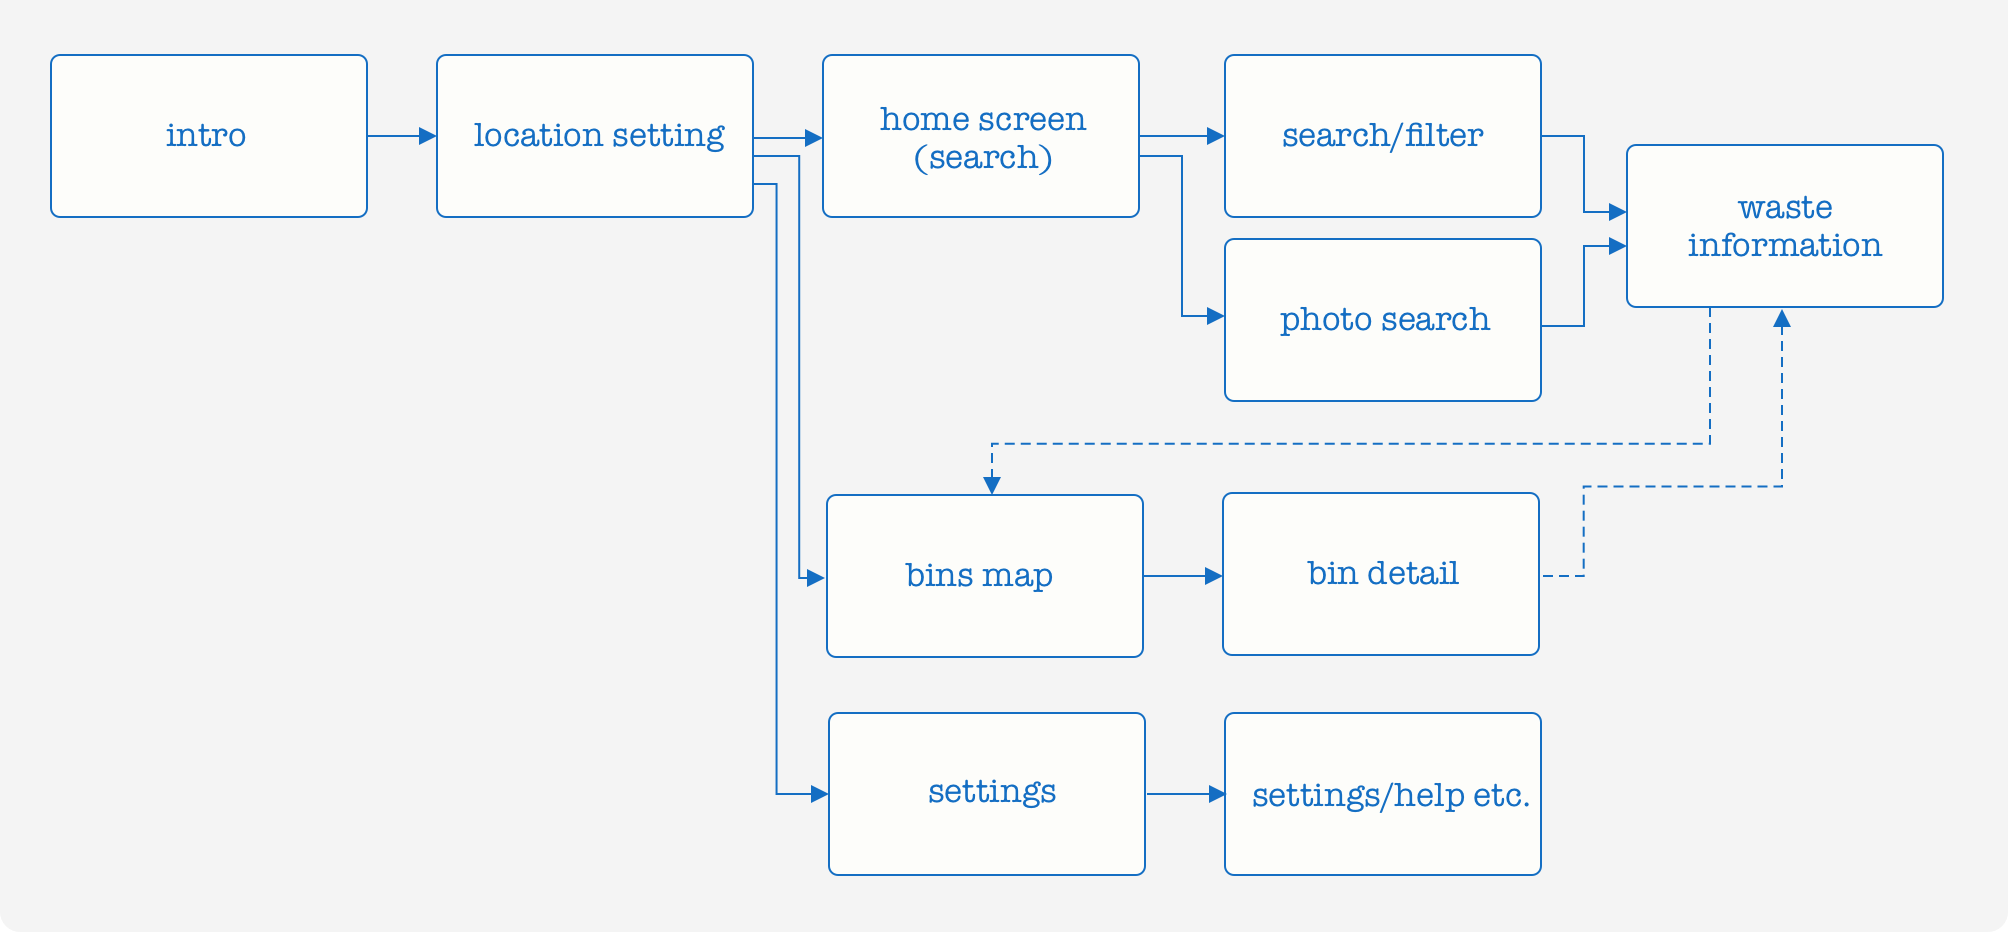 intro
location setting
home screen
(search)
search/filter
waste
information
photo search
bins map
bin detail
settings
settings/help etc.